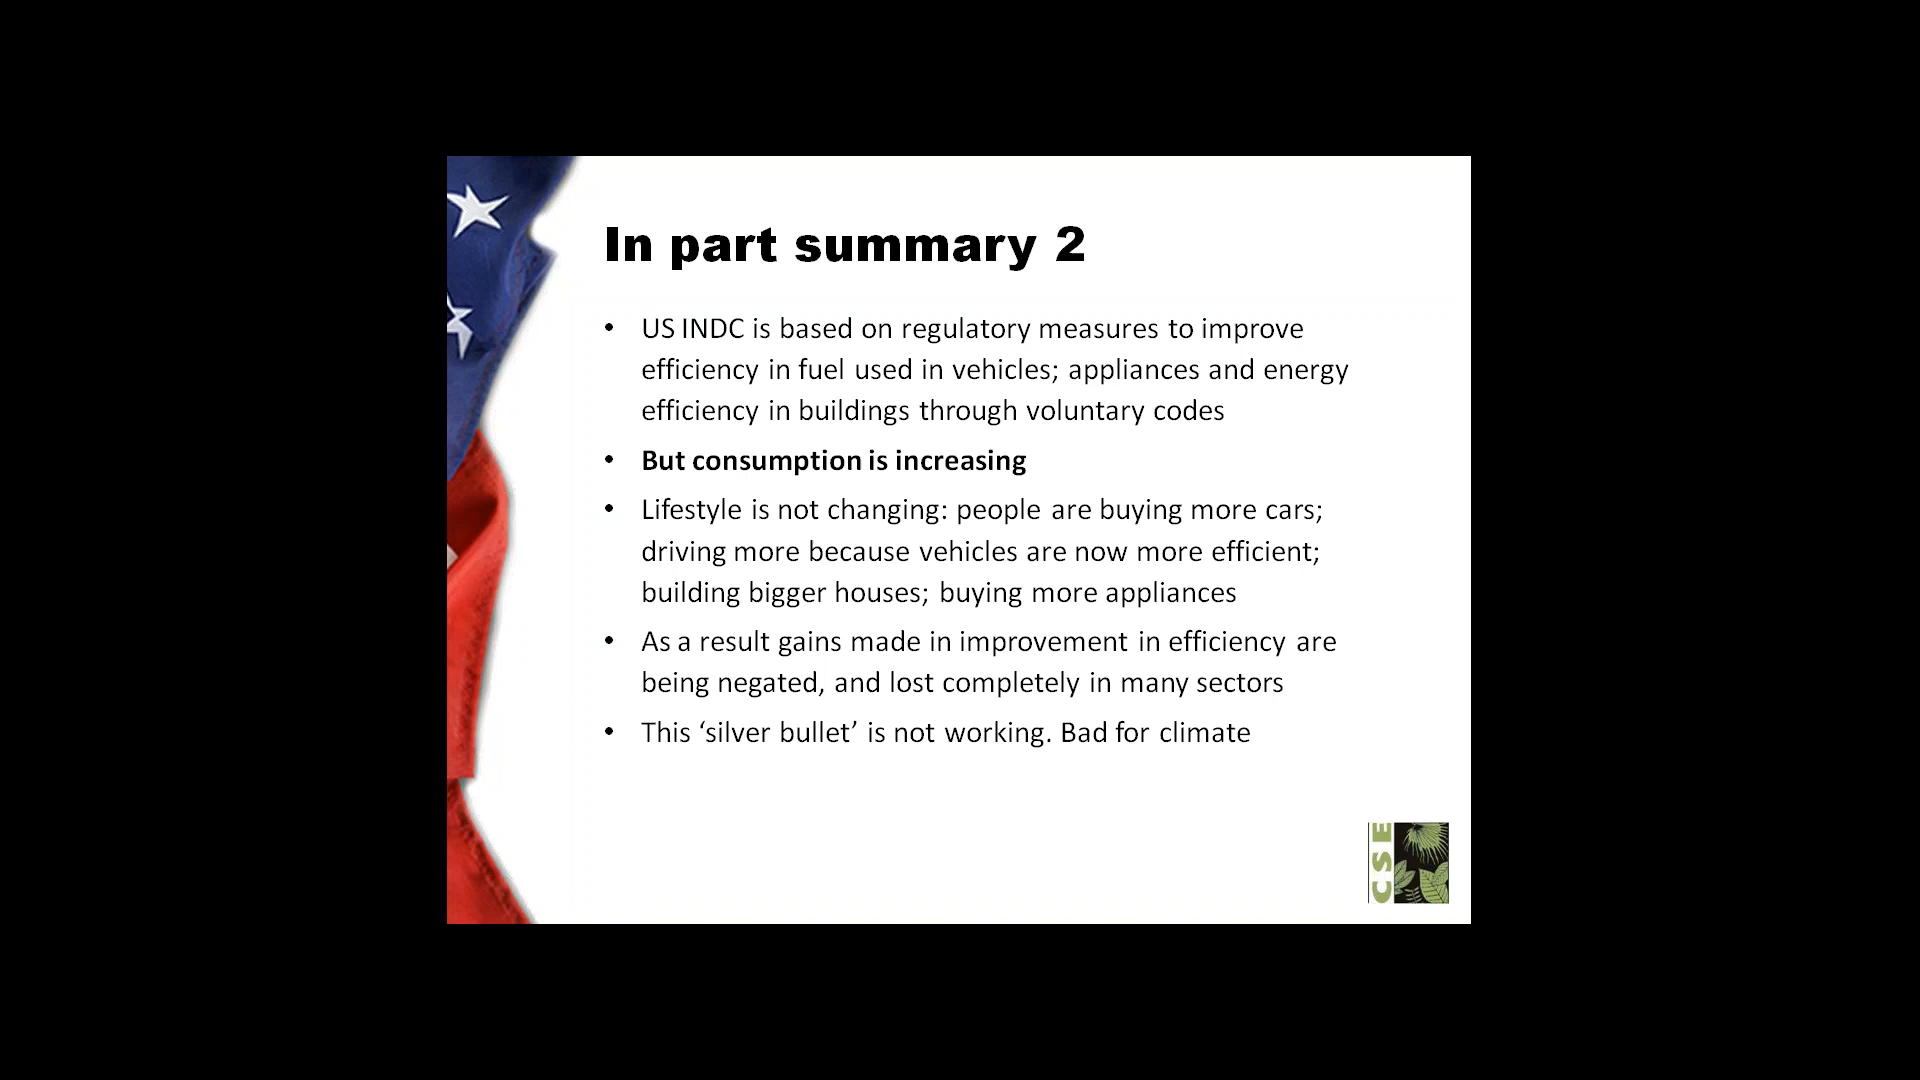 In part summary 2
• US INDC is based on regulatory measures to improve
efficiency in fuel used in vehicles; appliances and energy
efficiency in buildings through voluntary codes
• But consumption is increasing
• Lifestyle is not changing: people are buying more cars;
driving more because vehicles are now more efficient;
building bigger houses; buying more appliances
• As a result gains made in improvement in efficiency are
being negated, and lost completely in many sectors
• This ‘silver bullet’ is not working. Bad for climate
CSE